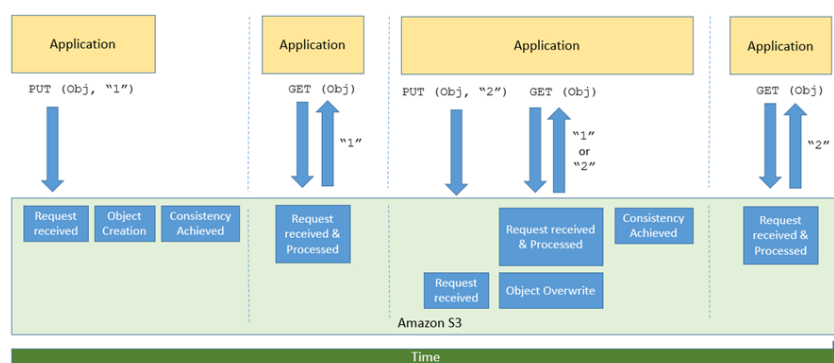 Application
Application
Application
Application
PUT (Obj, “1”)
GET (Obj)
PUT (Obj, “2”)
GET (Obj)
GET (Obj)
“1”
“1”
or
“2”
“2”
Request
received
Object
Creation
Consistency
Achieved
Request
received &
Processed
Request received
& Processed
Consistency
Achieved
Request
received &
Processed
Request
received
Object Overwrite
Amazon S3
Time